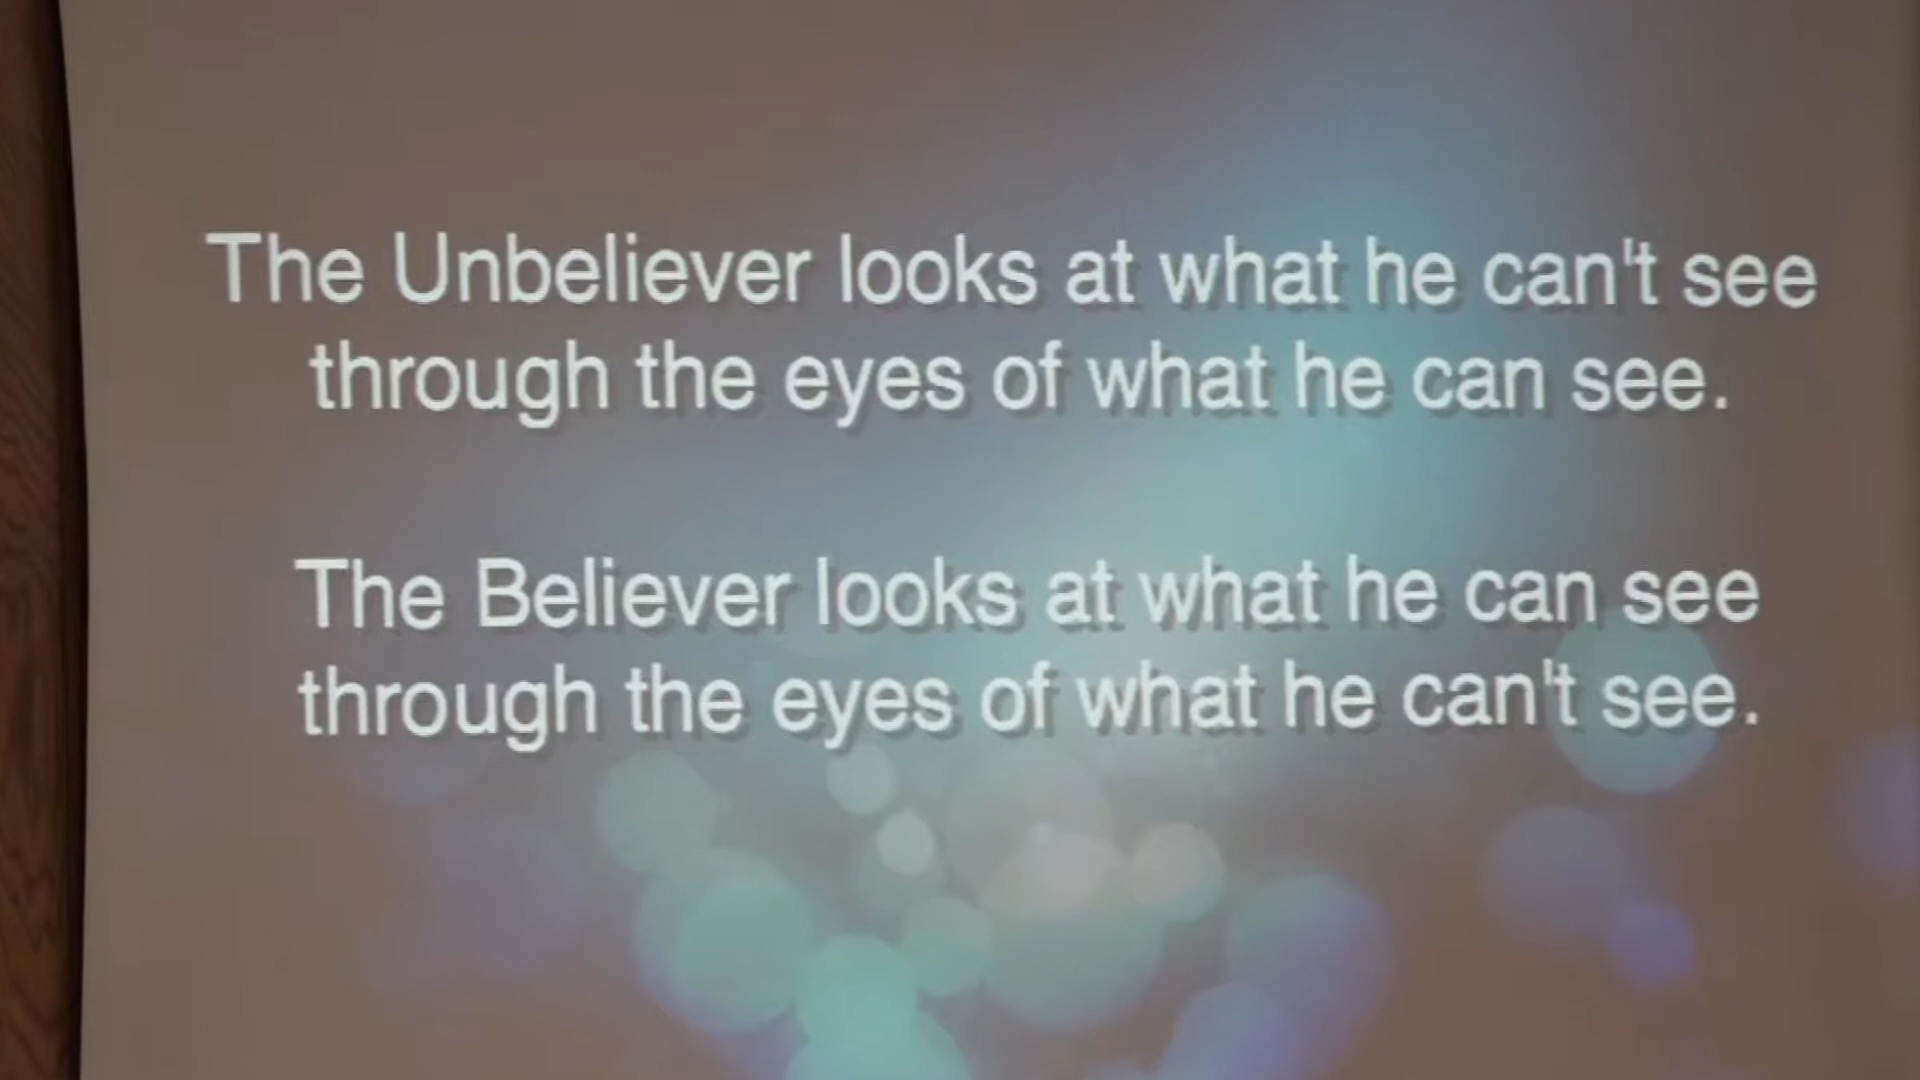 The Unbeliever looks at what he can't see
through the eyes of what he can see.
The Believer looks at what he can see
through the eyes of what he can't see.